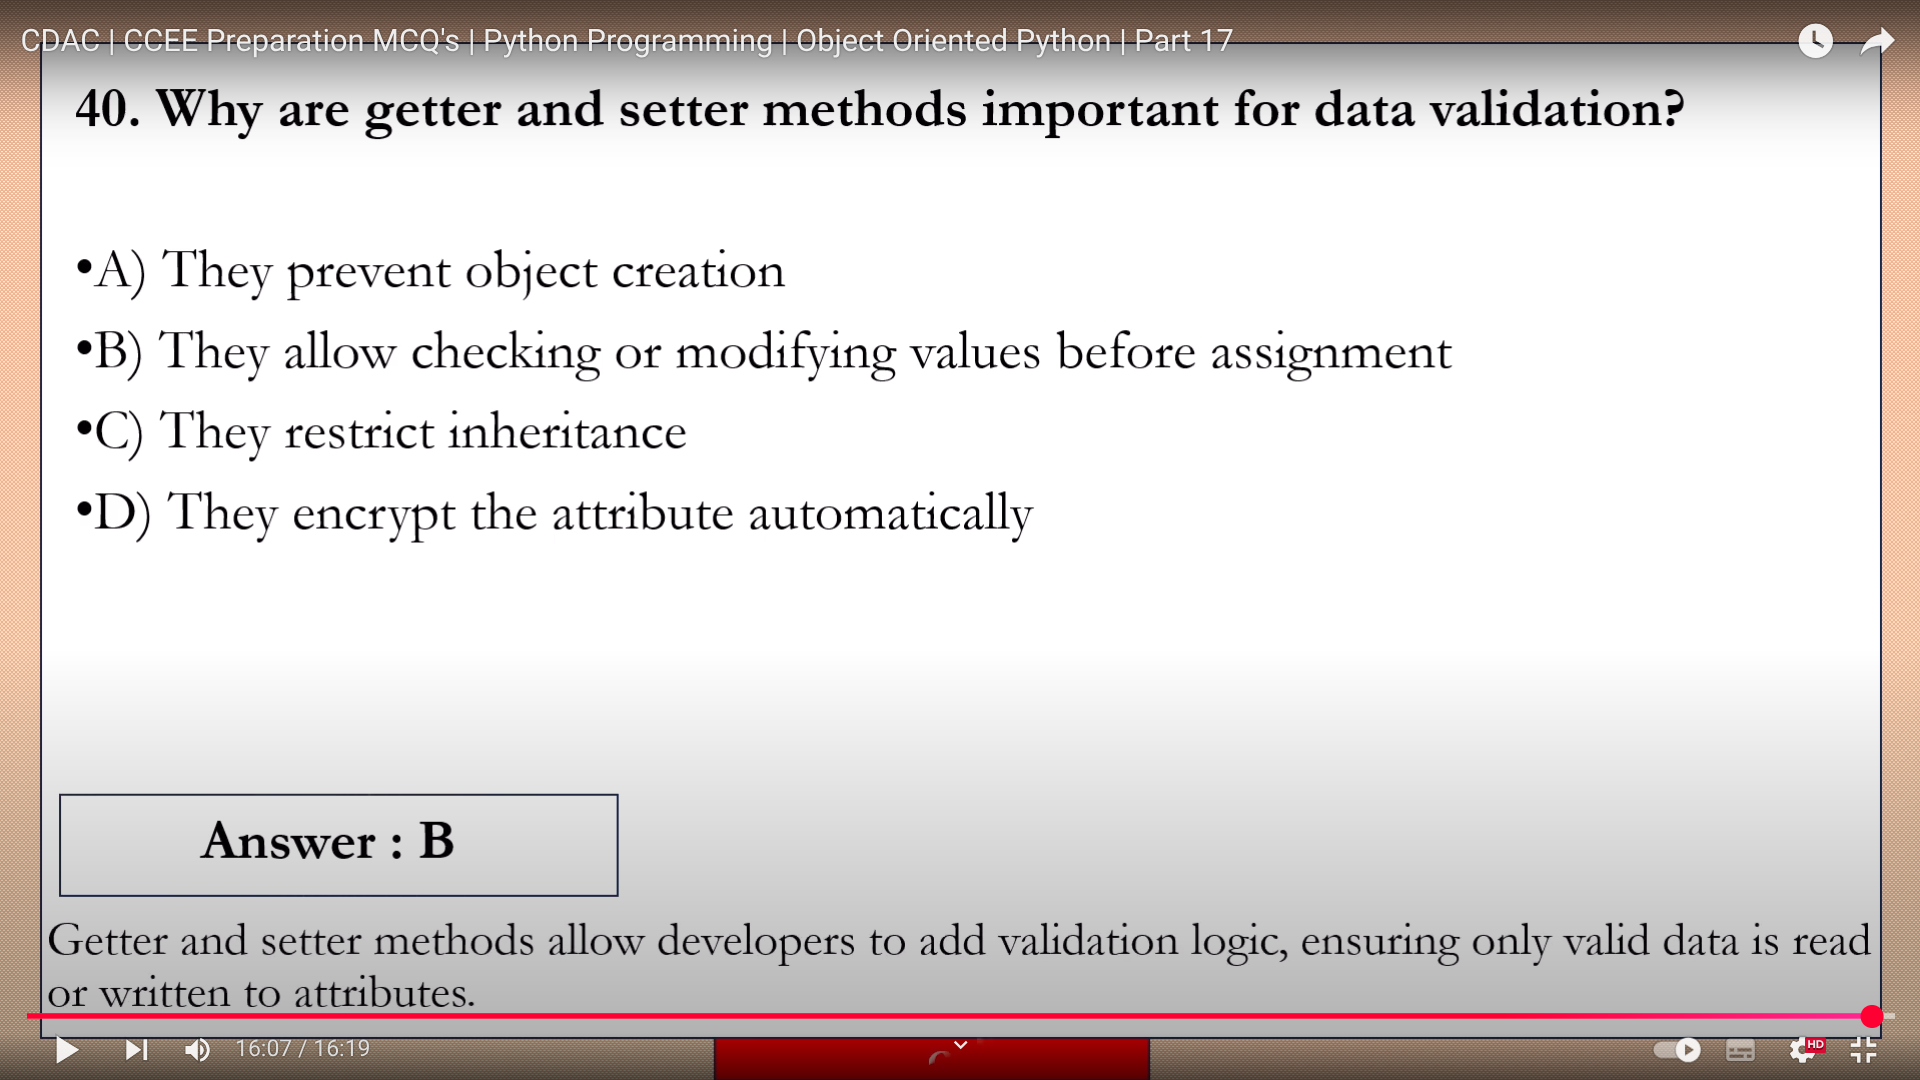 CDAC | CCEE Preparation MCQ's | Python Programming | Object Oriented Python | Part 17
40. Why are getter and setter methods important for data validation?
•A) They prevent object creation
•B) They allow checking or modifying values before assignment
•C) They restrict inheritance
•D) They encrypt the attribute automatically
Answer : B
Getter and setter methods allow developers to add validation logic, ensuring only valid data is read
or written to attributes.
16:07 / 16:19
HD